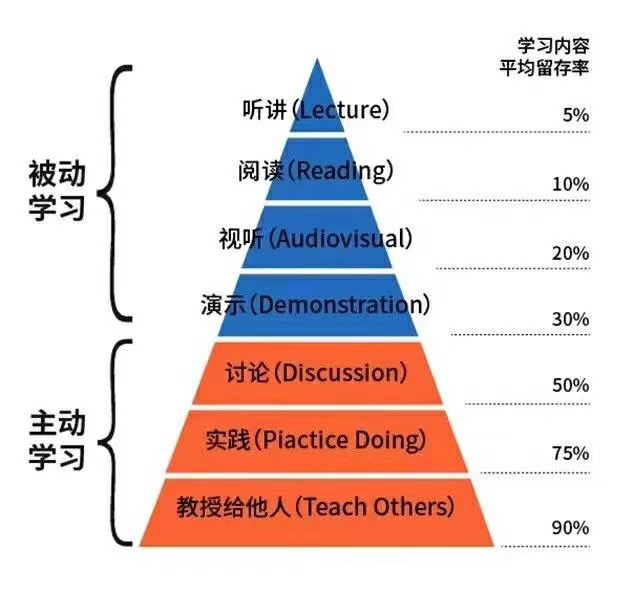 学习内容
平均留存率
听讲（Lecture） 5%
阅读（Reading） 10%
视听（Audiovisual） 20%
演示（Demonstration） 30%
被动
学习
讨论（Discussion） 50%
实践（Piactice Doing） 75%
教授给他人（Teach Others） 90%
主动
学习